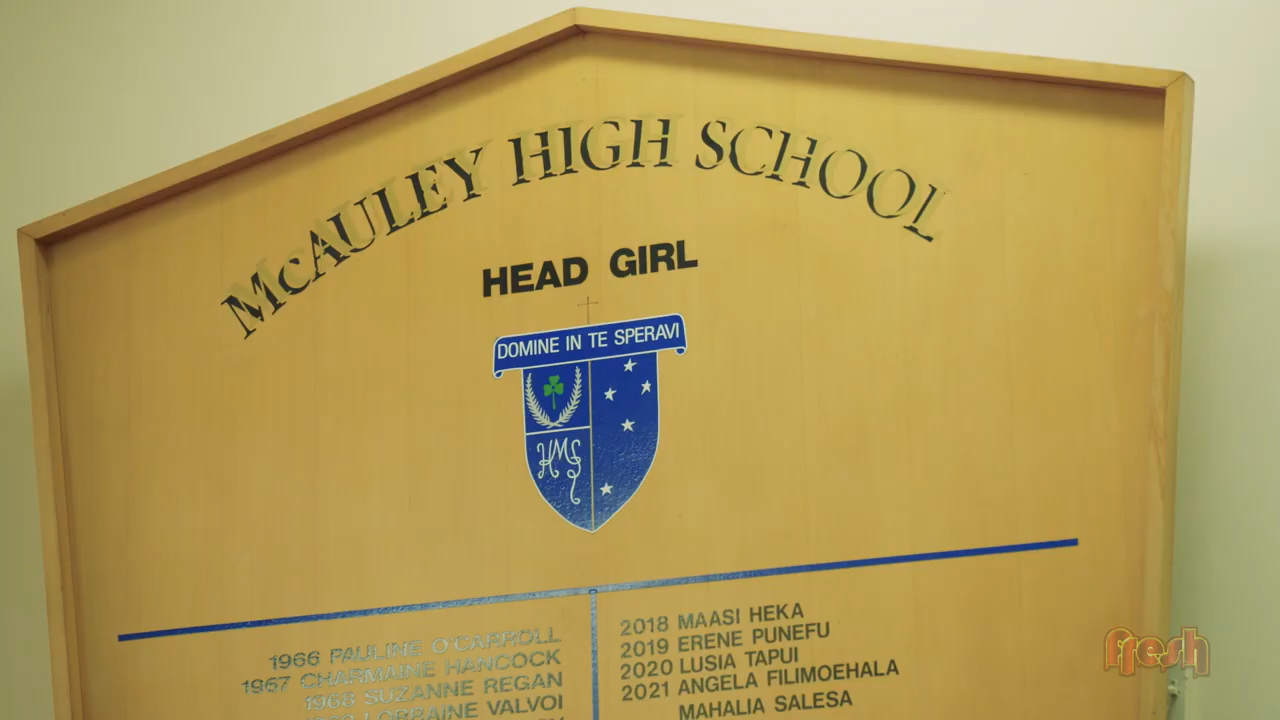 McAULEY HIGH SCHOOL
HEAD GIRL
DOMINE IN TE SPERAVI
HMS
1966 PAULINE O'CARROLL
1967 CHARMAINE HANCOCK
1968 SUZANNE REGAN
LORRAINE VALVOI
2018 MAASI HEKA
2019 ERENE PUNEFU
2020 LUSIA TAPUI
2021 ANGELA FILIMOEHALA
MAHALIA SALESA
fresh